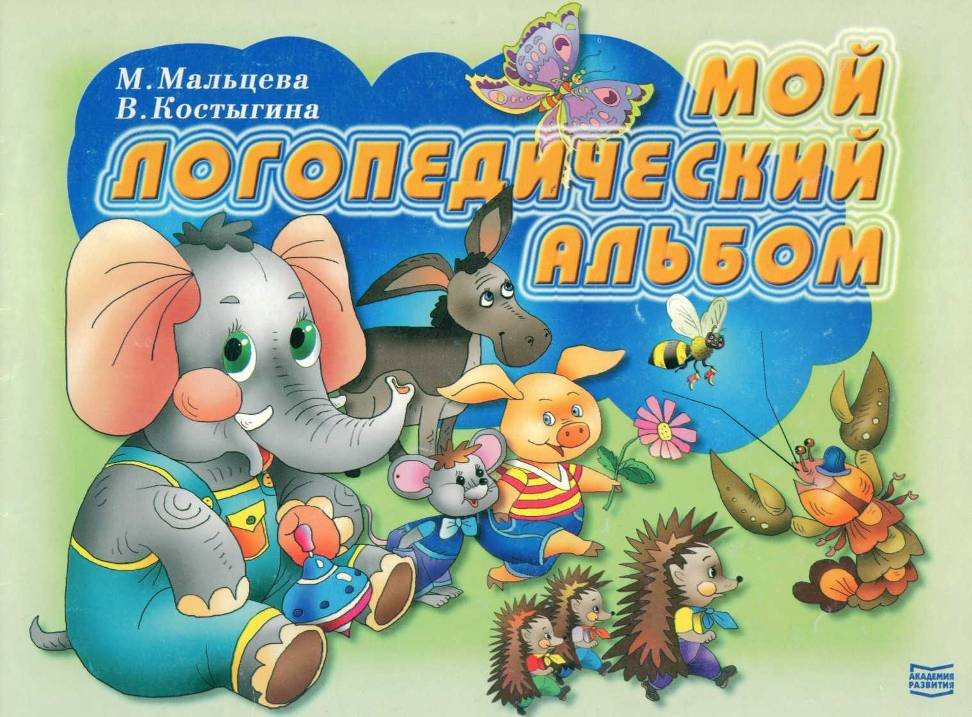 М. Мальцева
В. Костыгина
МОЙ
ЛОГОПЕДИЧЕСКИЙ
АЛЬБОМ
АКАДЕМИЯ
РАЗВИТИЯ